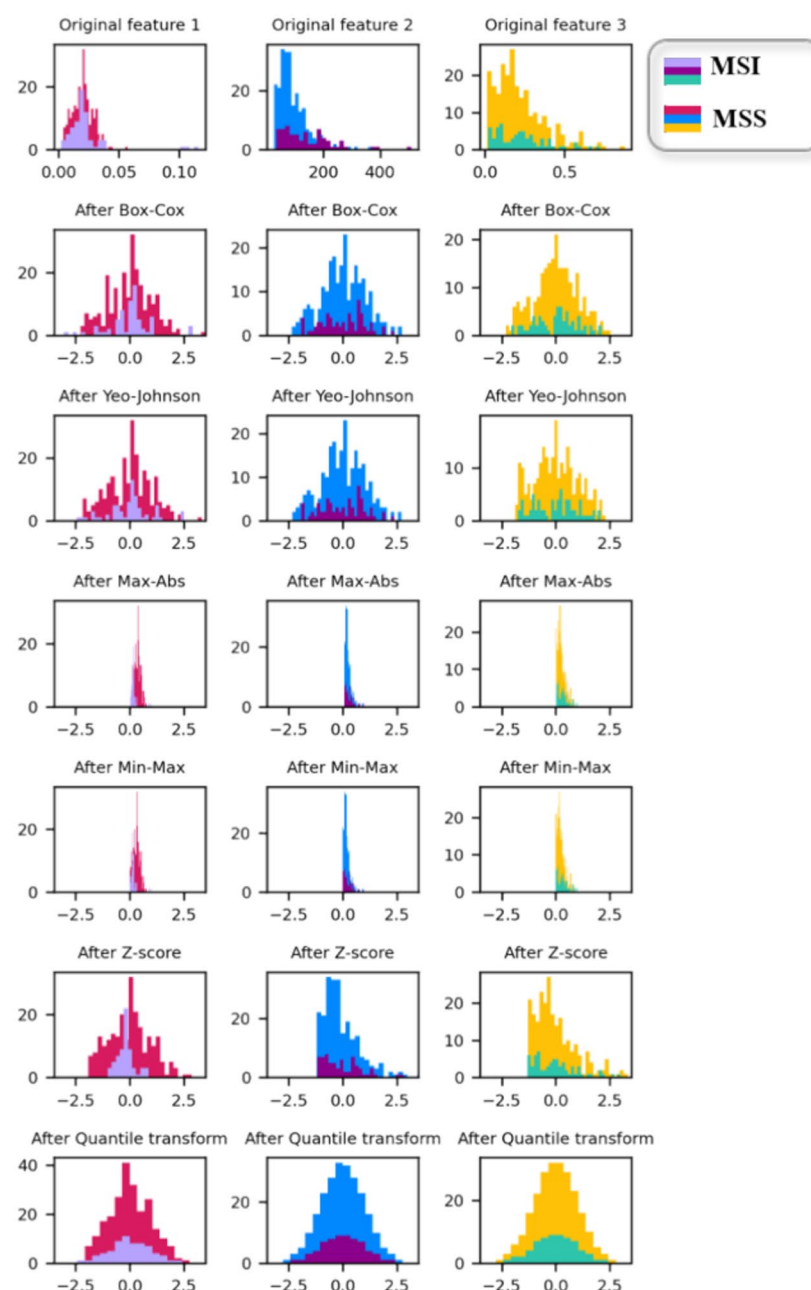 Original feature 1 Original feature 2 Original feature 3
MSI
MSS
20
0
0.00 0.05 0.10
20
0
200 400
20
10
0
0.0 0.5
After Box-Cox After Box-Cox After Box-Cox
20
0
−2.5 0.0 2.5
20
10
0
−2.5 0.0 2.5
20
10
0
−2.5 0.0 2.5
After Yeo-Johnson After Yeo-Johnson After Yeo-Johnson
20
0
−2.5 0.0 2.5
20
10
0
−2.5 0.0 2.5
10
0
−2.5 0.0 2.5
After Max-Abs After Max-Abs After Max-Abs
20
0
−2.5 0.0 2.5
20
0
−2.5 0.0 2.5
20
10
0
−2.5 0.0 2.5
After Min-Max After Min-Max After Min-Max
20
0
−2.5 0.0 2.5
20
0
−2.5 0.0 2.5
20
10
0
−2.5 0.0 2.5
After Z-score After Z-score After Z-score
20
0
−2.5 0.0 2.5
20
0
−2.5 0.0 2.5
20
10
0
−2.5 0.0 2.5
After Quantile transform After Quantile transform After Quantile transform
40
20
0
−2.5 0.0 2.5
20
0
−2.5 0.0 2.5
20
0
−2.5 0.0 2.5